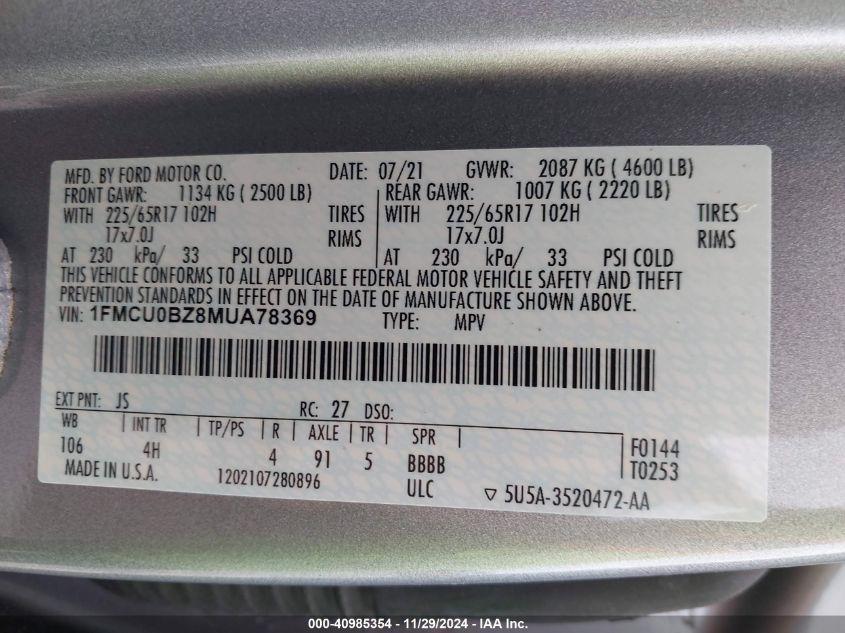 MFD. BY FORD MOTOR CO. DATE: 07/21 GVWR: 2087 KG ( 4600 LB)
FRONT GAWR: 1134 KG ( 2500 LB) REAR GAWR: 1007 KG ( 2220 LB)
WITH 225/65R17 102H TIRES WITH 225/65R17 102H TIRES
17x7.0J RIMS 17x7.0J RIMS
AT 230 kPa/ 33 PSI COLD AT 230 kPa/ 33 PSI COLD
THIS VEHICLE CONFORMS TO ALL APPLICABLE FEDERAL MOTOR VEHICLE SAFETY AND THEFT
PREVENTION STANDARDS IN EFFECT ON THE DATE OF MANUFACTURE SHOWN ABOVE.
VIN: 1FMCU0BZ8MUA78369 TYPE: MPV
EXT PNT: JS RC: 27 DSO:
WB INT TR TP/PS R AXLE TR SPR
106 4H 4 91 5 BBBB F0144
MADE IN U.S.A. 1202107280896 ULC T0253
▽ 5U5A-3520472-AA
000-40985354 | 11/29/2024 - IAA, Inc.